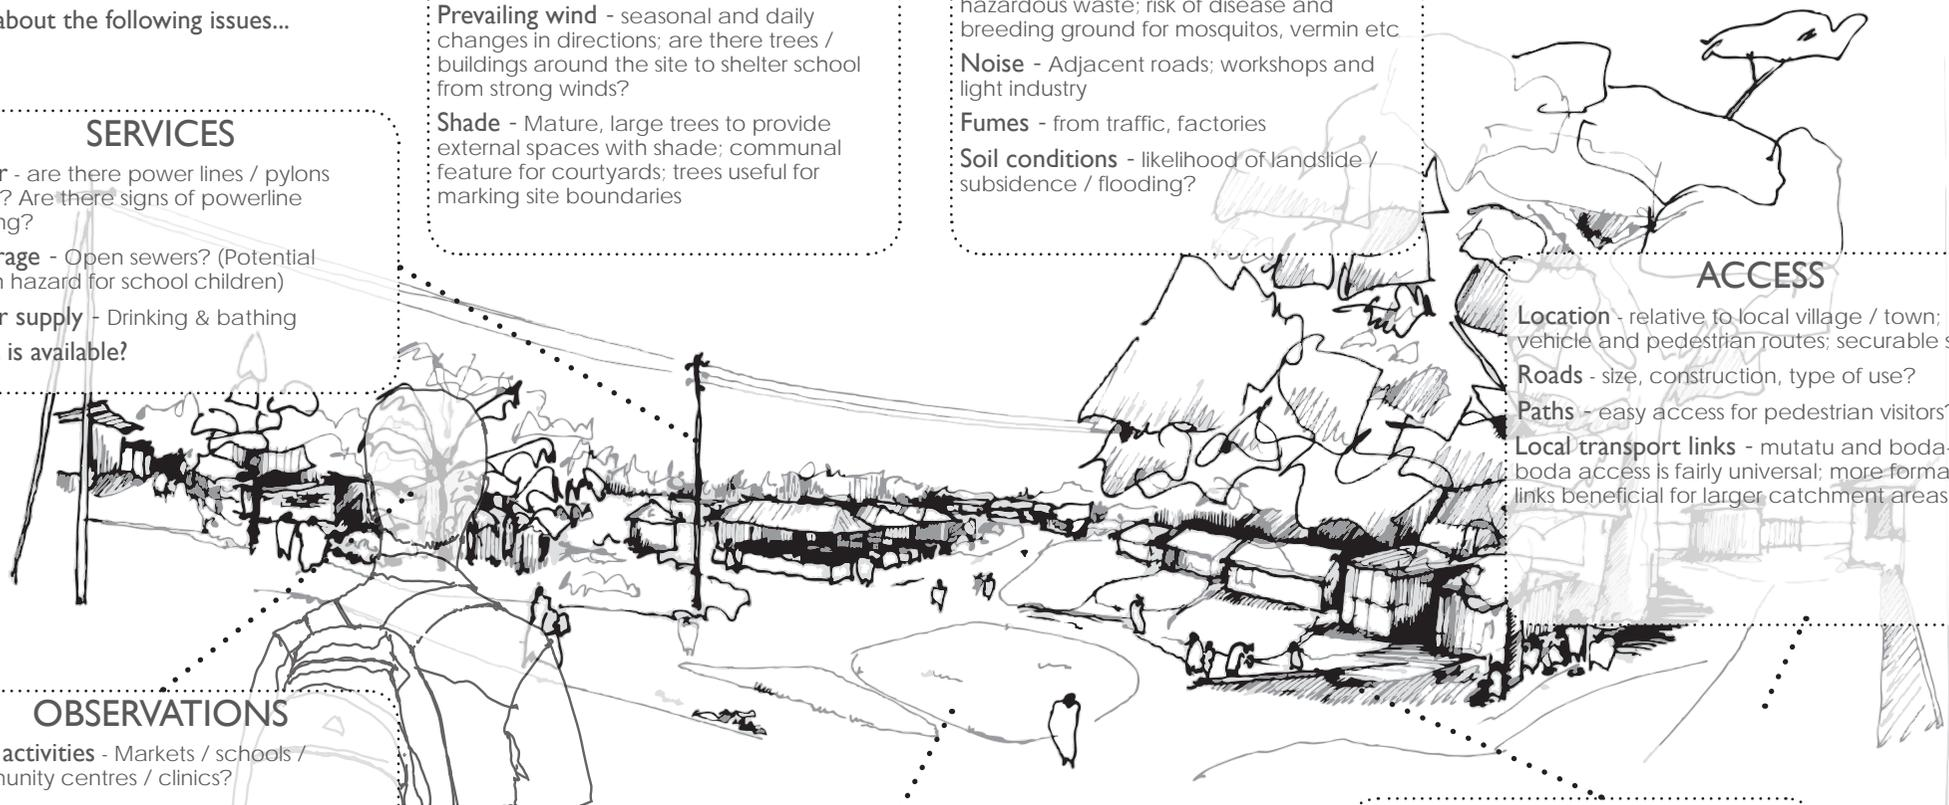 about the following issues...
SERVICES
r - are there power lines / pylons
? Are there signs of powerline
ng?
rage - Open sewers? (Potential
hazard for school children)
r supply - Drinking & bathing
is available?
OBSERVATIONS
activities - Markets / schools /
unity centres / clinics?
Prevailing wind - seasonal and daily
changes in directions; are there trees /
buildings around the site to shelter school
from strong winds?
Shade - Mature, large trees to provide
external spaces with shade; communal
feature for courtyards; trees useful for
marking site boundaries
hazardous waste; risk of disease and
breeding ground for mosquitos, vermin etc
Noise - Adjacent roads; workshops and
light industry
Fumes - from traffic, factories
Soil conditions - likelihood of landslide /
subsidence / flooding?
ACCESS
Location - relative to local village / town;
vehicle and pedestrian routes; securable s
Roads - size, construction, type of use?
Paths - easy access for pedestrian visitors?
Local transport links - mutatu and boda-
boda access is fairly universal; more forma
links beneficial for larger catchment areas